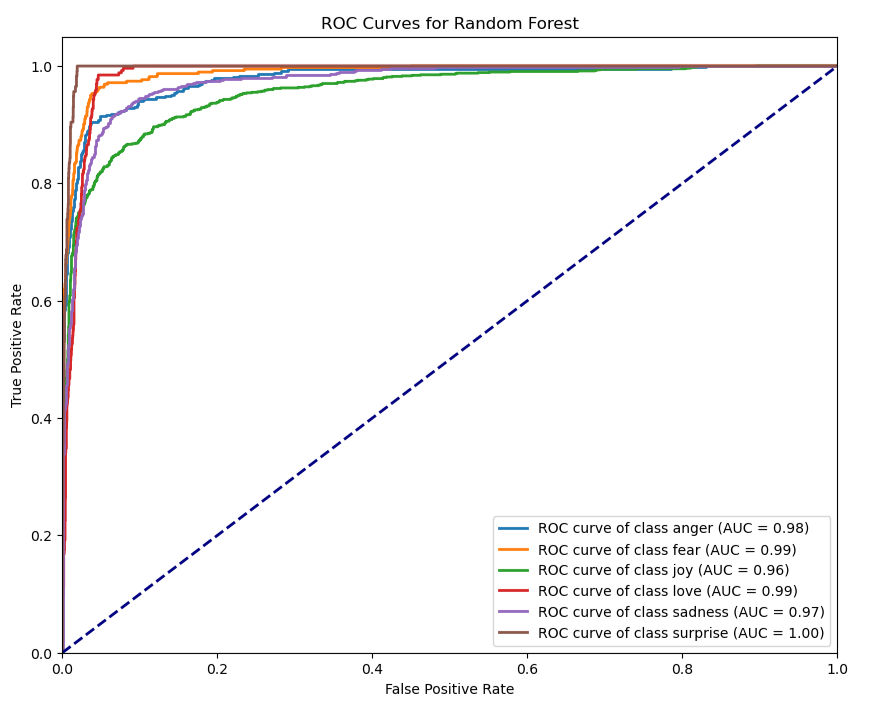 ROC Curves for Random Forest
True Positive Rate
1.0
0.8
0.6
0.4
0.2
0.0
ROC curve of class anger (AUC = 0.98)
ROC curve of class fear (AUC = 0.99)
ROC curve of class joy (AUC = 0.96)
ROC curve of class love (AUC = 0.99)
ROC curve of class sadness (AUC = 0.97)
ROC curve of class surprise (AUC = 1.00)
0.0 0.2 0.4 0.6 0.8 1.0
False Positive Rate